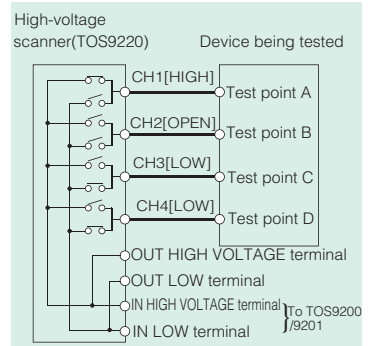 High-voltage
scanner(TOS9220) Device being tested
CH1[HIGH]
Test point A
CH2[OPEN]
Test point B
CH3[LOW]
Test point C
CH4[LOW]
Test point D
OUT HIGH VOLTAGE terminal
OUT LOW terminal
IN HIGH VOLTAGE terminal
To TOS9200
/9201
IN LOW terminal